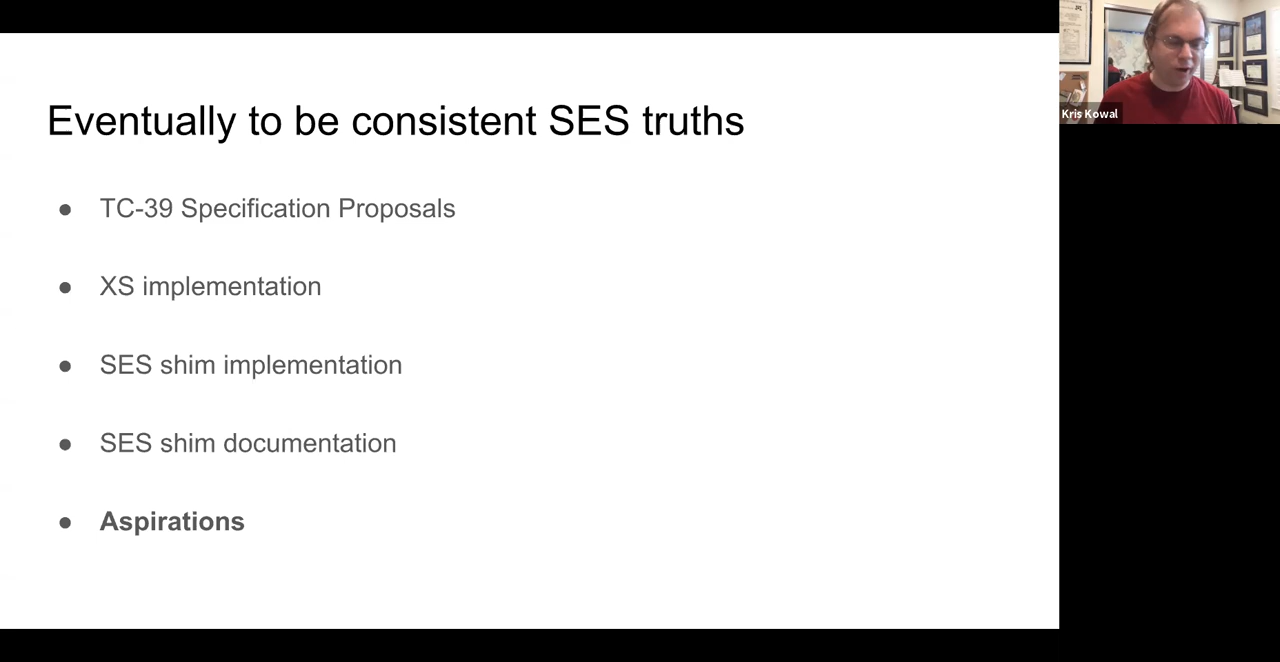 Eventually to be consistent SES truths
● TC-39 Specification Proposals
● XS implementation
● SES shim implementation
● SES shim documentation
● Aspirations
Kris Kowal